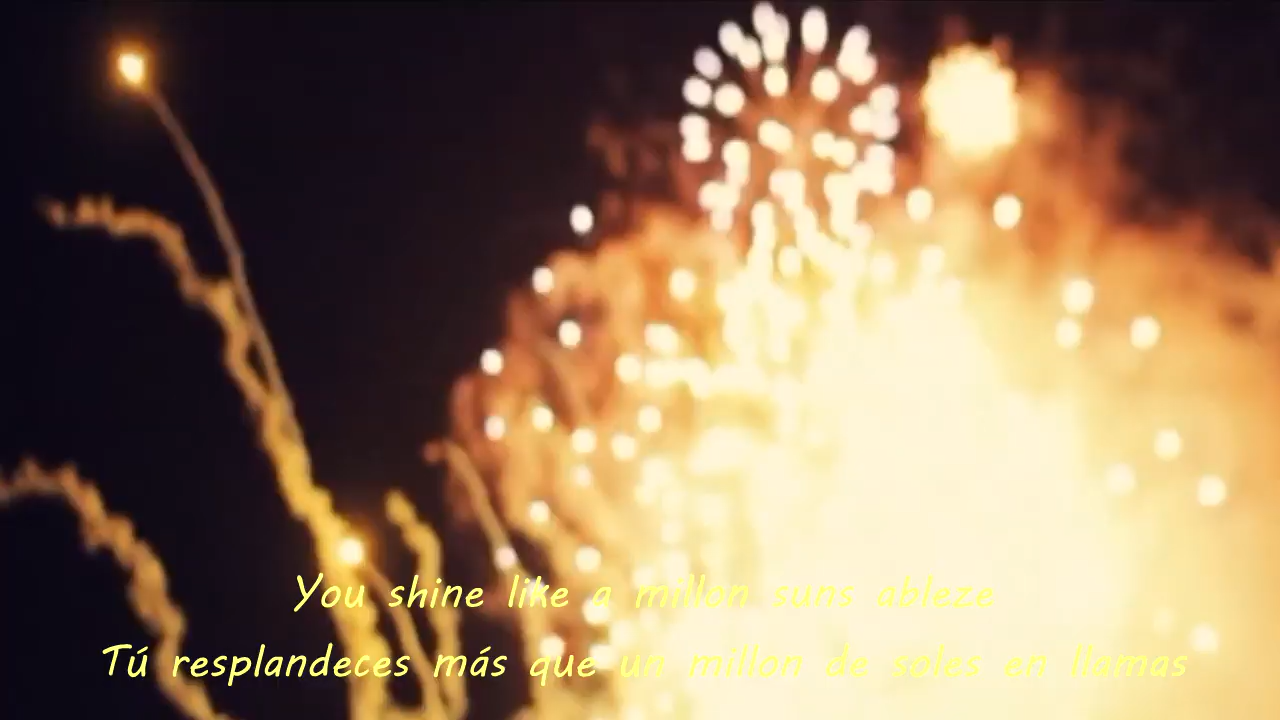 You shine like a millon suns ableze
Tú resplandeces más que un millon de soles en llamas